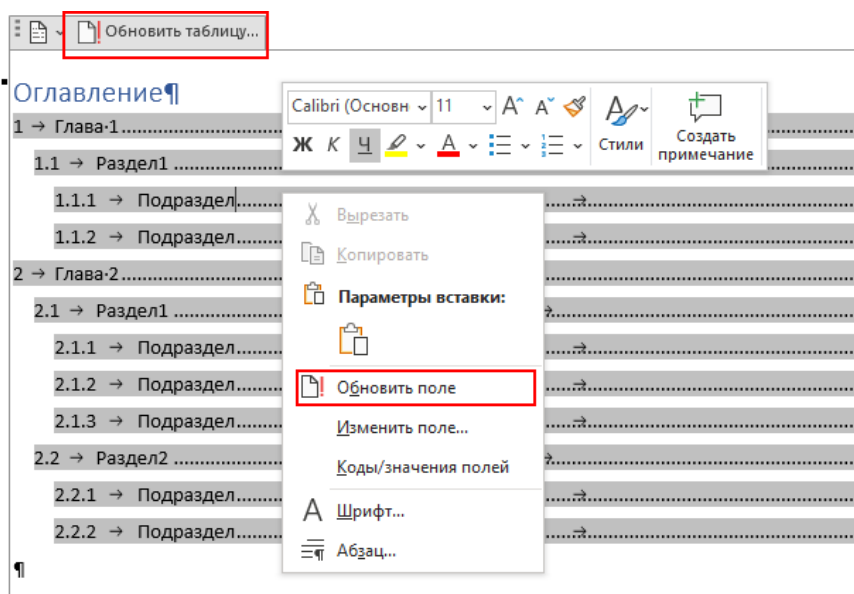 Обновить таблицу...
Оглавление¶
Calibri (Основн 11 A^ A˅
Ж К Ч A Стили Создать примечание
1 → Глава·1
1.1 → Раздел1
1.1.1 → Подраздел
1.1.2 → Подраздел
2 → Глава·2
2.1 → Раздел1
2.1.1 → Подраздел
2.1.2 → Подраздел
2.1.3 → Подраздел
2.2 → Раздел2
2.2.1 → Подраздел
2.2.2 → Подраздел
¶
Вырезать
Копировать
Параметры вставки:
Обновить поле
Изменить поле...
Коды/значения полей
Шрифт...
Абзац...